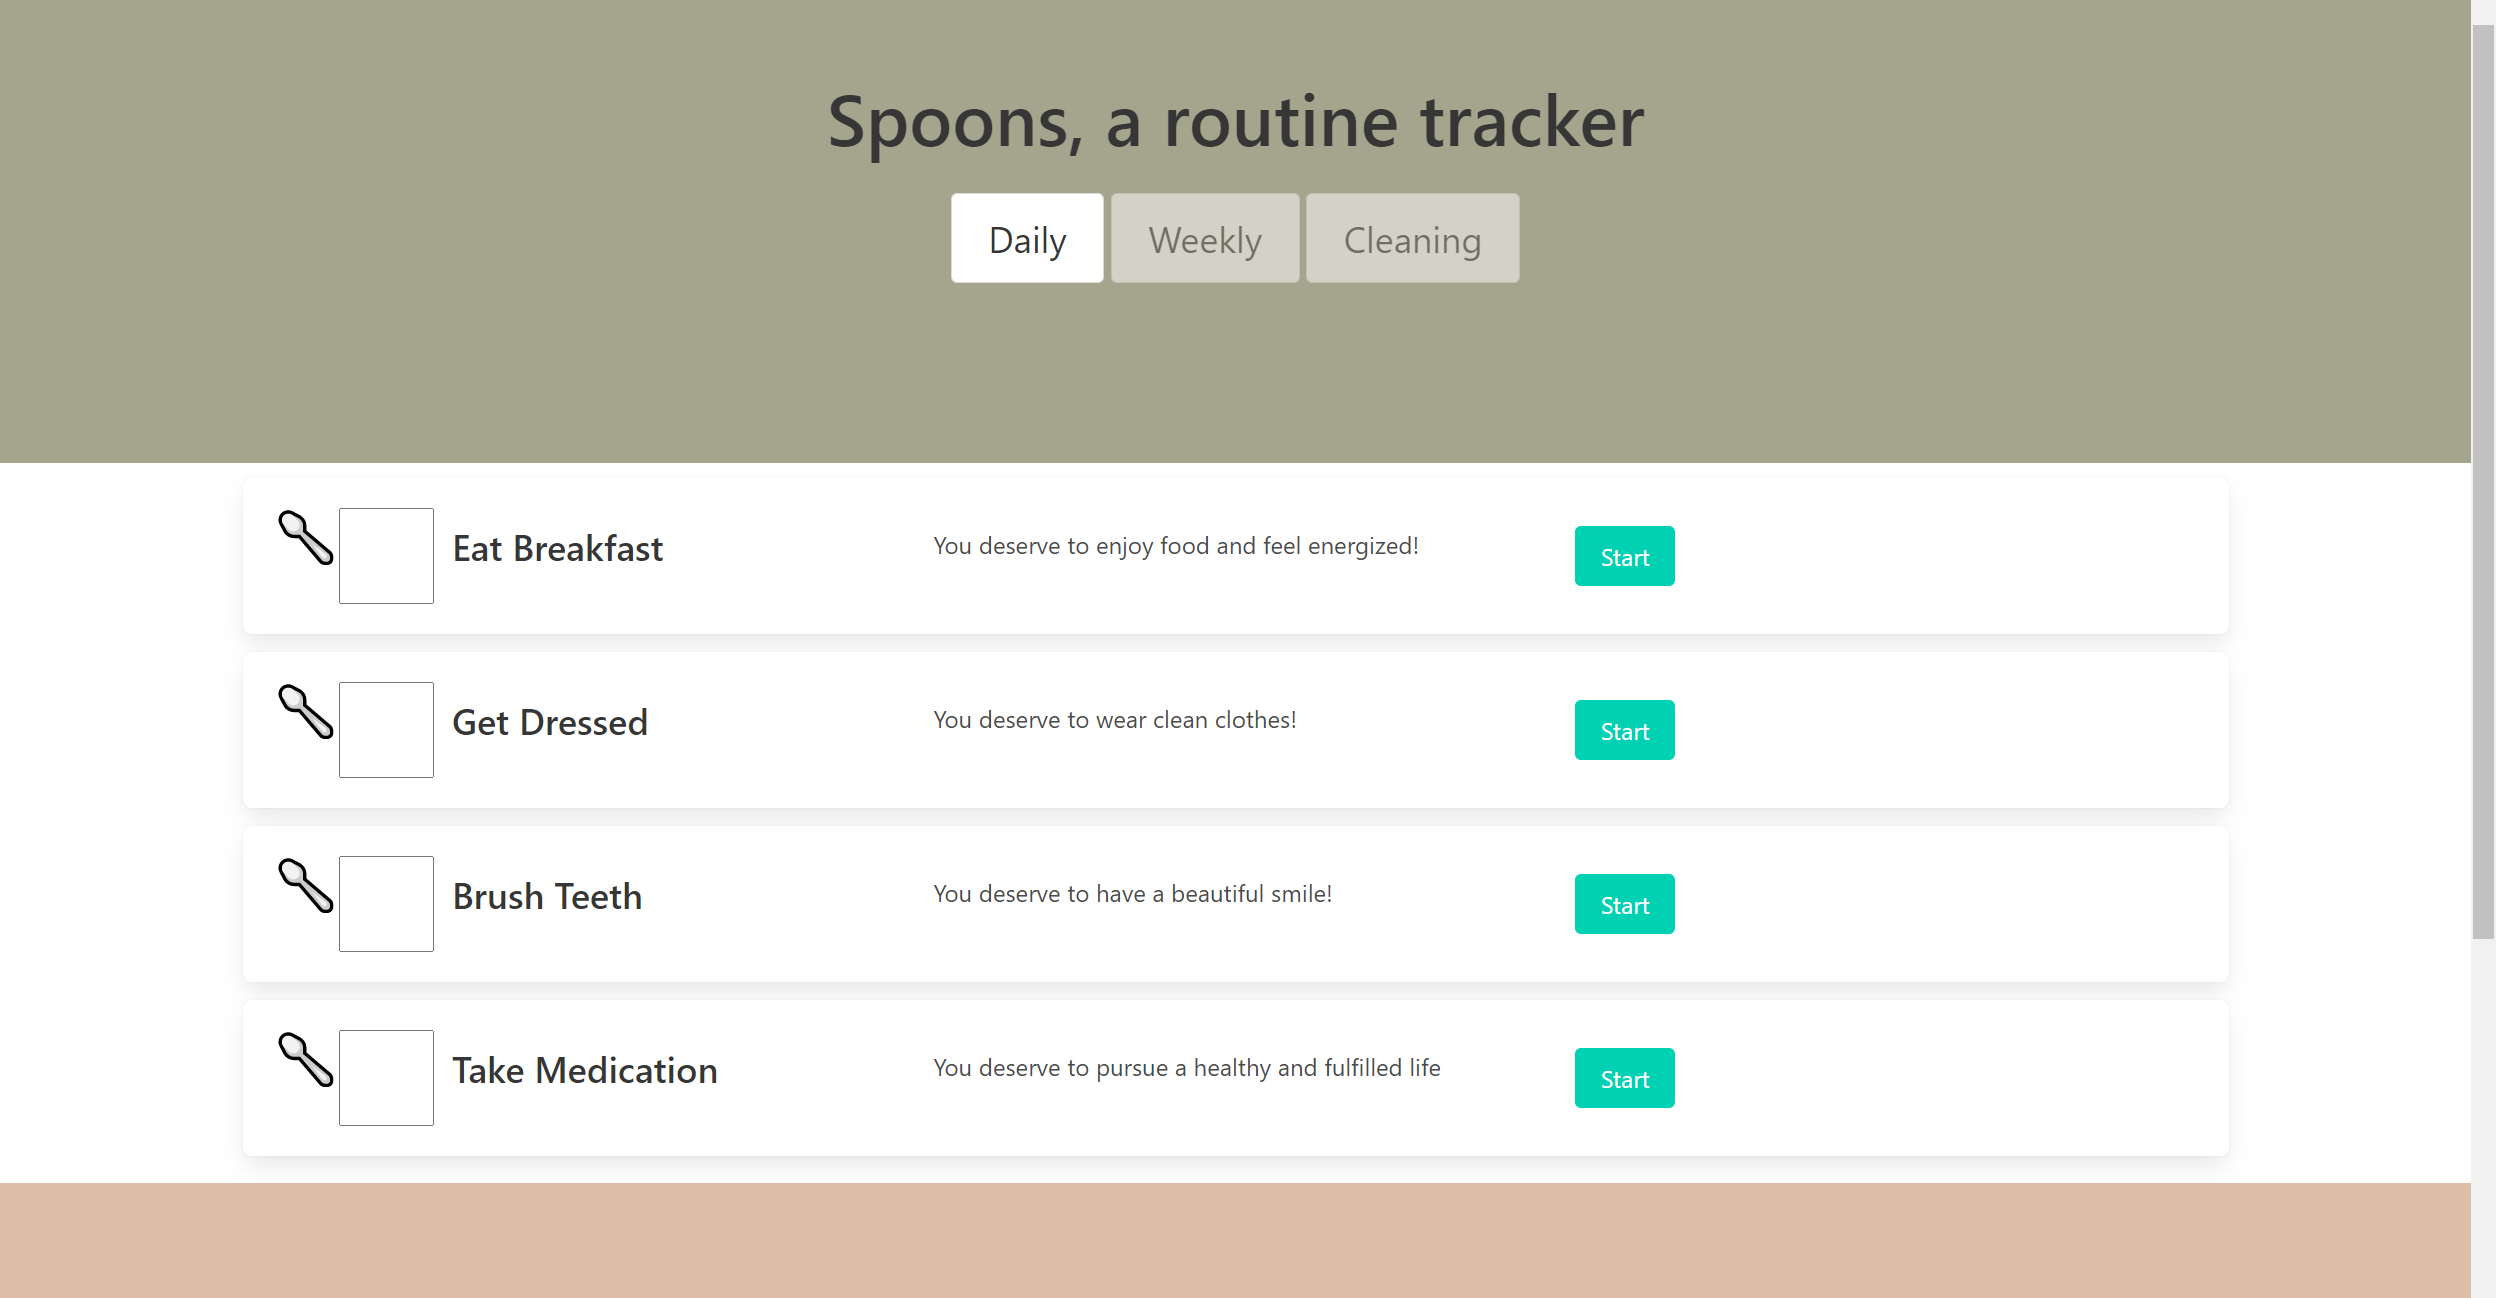 Spoons, a routine tracker
Daily Weekly Cleaning
Eat Breakfast You deserve to enjoy food and feel energized! Start
Get Dressed You deserve to wear clean clothes! Start
Brush Teeth You deserve to have a beautiful smile! Start
Take Medication You deserve to pursue a healthy and fulfilled life Start